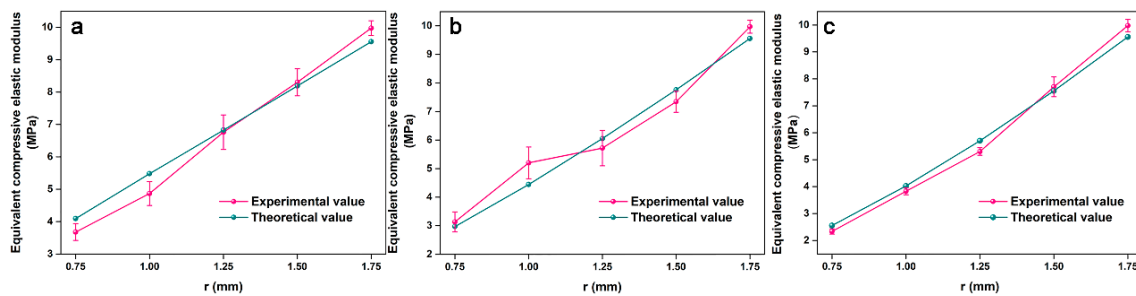 a
Equivalent compressive elastic modulus
(MPa)
10
9
8
7
6
5
4
3
0.75
1.00
1.25
1.50
1.75
r (mm)
Experimental value
Theoretical value
b
Equivalent compressive elastic modulus
(MPa)
10
9
8
7
6
5
4
3
2
0.75
1.00
1.25
1.50
1.75
r (mm)
Experimental value
Theoretical value
c
Equivalent compressive elastic modulus
(MPa)
10
9
8
7
6
5
4
3
2
0.75
1.00
1.25
1.50
1.75
r (mm)
Experimental value
Theoretical value